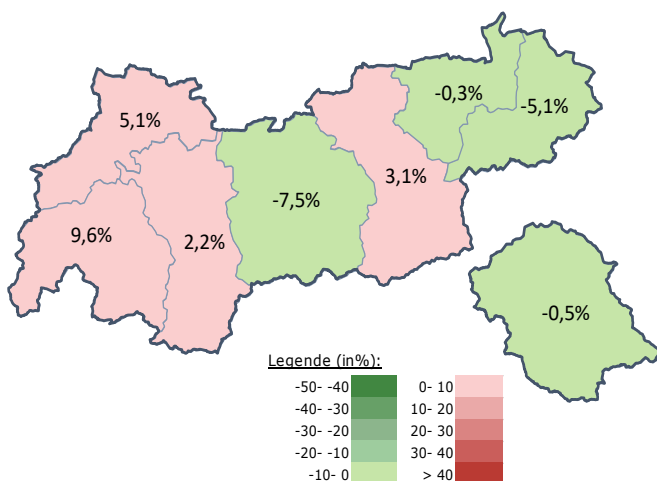 -0,3%
-5,1%
5,1%
3,1%
-7,5%
9,6%
2,2%
-0,5%
Legende (in%):
-50- -40 0- 10
-40- -30 10- 20
-30- -20 20- 30
-20- -10 30- 40
-10- 0 > 40